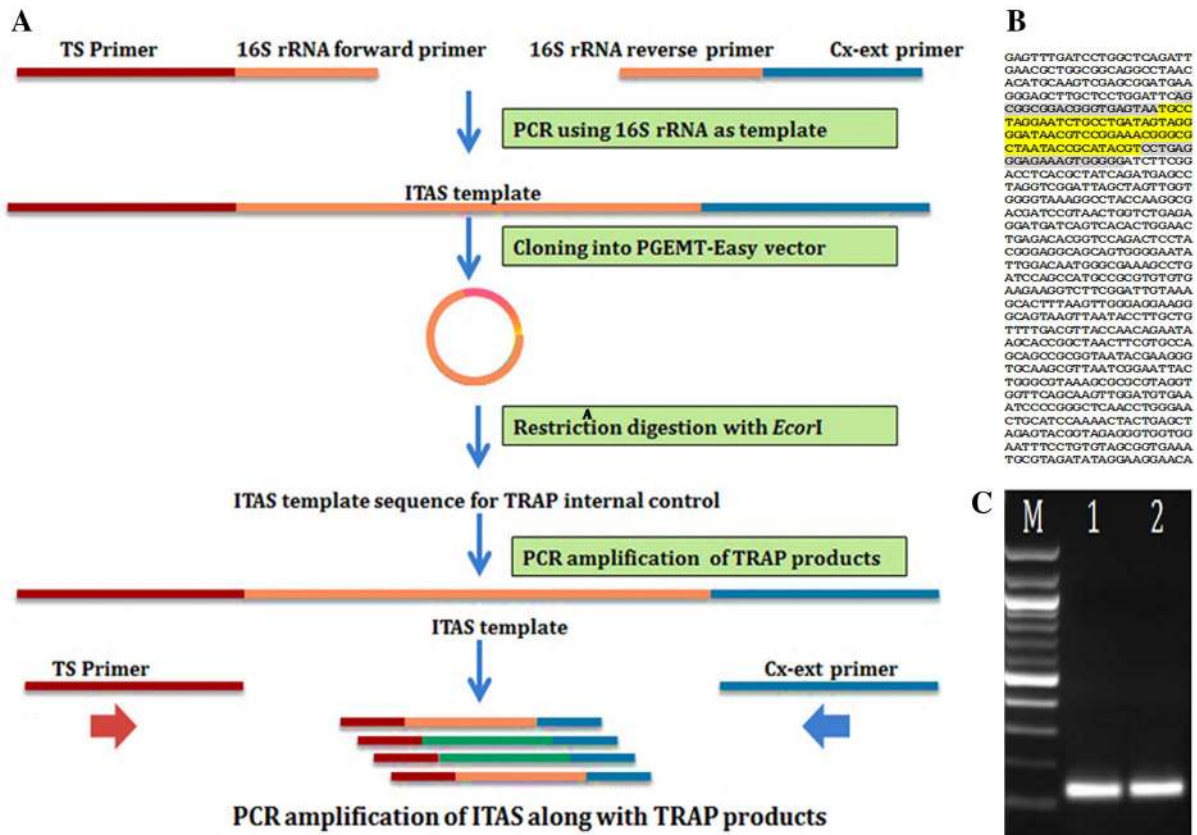 A
TS Primer
16S rRNA forward primer
16S rRNA reverse primer
Cx-ext primer
PCR using 16S rRNA as template
ITAS template
Cloning into PGEMT-Easy vector
A
Restriction digestion with EcorI
ITAS template sequence for TRAP internal control
PCR amplification of TRAP products
ITAS template
TS Primer
Cx-ext primer
PCR amplification of ITAS along with TRAP products
B
GAGTTTGATCCTGGCTCAGATT
GAACGCTGGCGGCAGGCCTAAC
ACATGCAAGTCGAGCGGATGAA
GGGAGCTTGCTCCTGGATTCAG
CGGCGGACGGGTGAGTAATGCC
TAGGAATCTGCCTGATAGTAGG
GGATAACGTCCGGAAACGGGCG
CTAATACCGCATACGTCCTGAG
GGAGAAAGTGGGGGATCTTCGG
ACCTCACGCTATCAGATGAGCC
TAGGTCGGATTAGCTAGTTGGT
GGGGTAAAGGCCTACCAAGGCG
ACGATCCGTAACTGGTCTGAGA
GGATGATCAGTCACACTGGAAC
TGAGACACGGTCCAGACTCCTA
CGGGAGGCAGCAGTGGGGAATA
TTGGACAATGGGCGAAAGCCTG
ATCCAGCCATGCCGCGTGTGTG
AAGAAGGTCTTCGGATTGTAAA
GCACTTTAAGTTGGGAGGAAGG
GCAGTAAGTTAATACCTTGCTG
TTTTGACGTTACCAACAGAATA
AGCACCGGCTAACTTCGTGCCA
GCAGCCGCGGTAATACGAAGGG
TGCAAGCGTTAATCGGAATTAC
TGGGCGTAAAGCGCGCGTAGGT
GGTTCAGCAAGTTGGATGTGAA
ATCCCCGGGCTCAACCTGGGAA
CTGCATCCAAAACTACTGAGCT
AGAGTACGGTAGAGGGTGGTGG
AATTTCCTGTGTAGCGGTGAAA
TGCGTAGATATAGGAAGGAACA
C
M 1 2